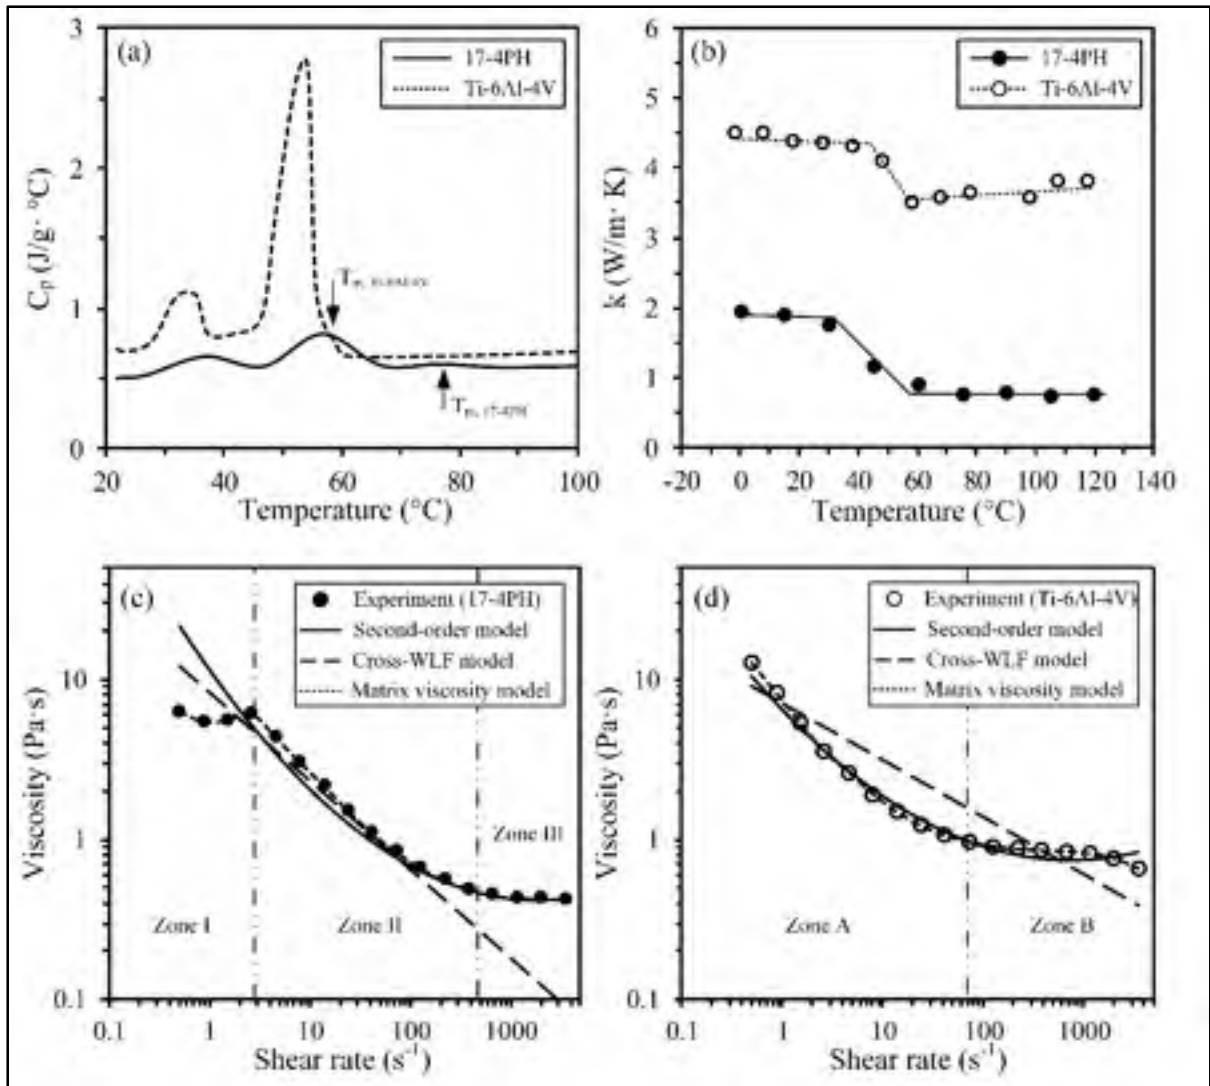 3
(a)
17-4PH
Ti-6Al-4V
2
Cp (J/g· °C)
1
0
20 40 60 80 100
Temperature (°C)
Tm, 17-4PH
6
(b)
17-4PH
Ti-6Al-4V
5
4
k (W/m· K)
3
2
1
0
-20 0 20 40 60 80 100 120 140
Temperature (°C)
(c)
Experiment (17-4PH)
Second-order model
Cross-WLF model
Matrix viscosity model
10
Viscosity (Pa·s)
1
Zone III
Zone I
Zone II
0.1
0.1 1 10 100 1000
Shear rate (s-1)
(d)
Experiment (Ti-6Al-4V)
Second-order model
Cross-WLF model
Matrix viscosity model
10
Viscosity (Pa·s)
1
Zone A
Zone B
0.1
0.1 1 10 100 1000
Shear rate (s-1)